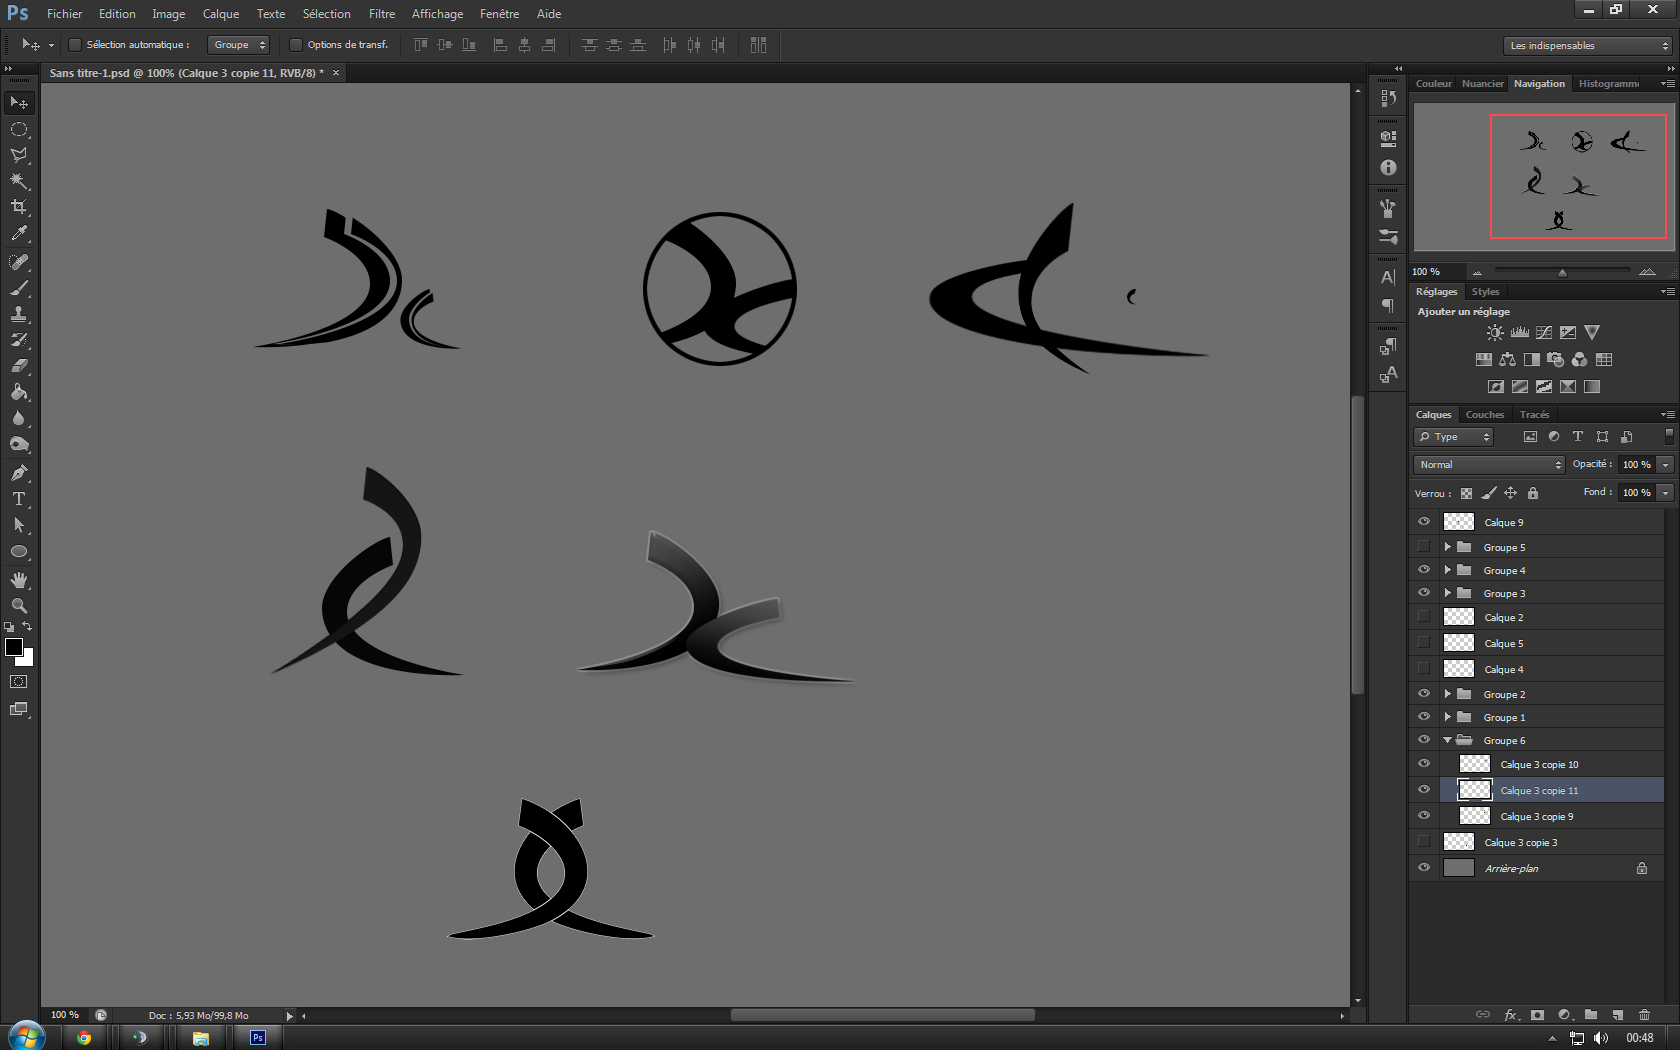 Ps Fichier Edition Image Calque Texte Sélection Filtre Affichage Fenêtre Aide
Sélection automatique : Groupe Options de transf. Les indispensables
Sans titre-1.psd @ 100% (Calque 3 copie 11, RVB/8) * ×
Couleur Nuancier Navigation Histogramme
100 %
Réglages Styles
Ajouter un réglage
Calques Couches Tracés
Type
Normal Opacité : 100 %
Verrou : Fond : 100 %
Calque 9
Groupe 5
Groupe 4
Groupe 3
Calque 2
Calque 5
Calque 4
Groupe 2
Groupe 1
Groupe 6
Calque 3 copie 10
Calque 3 copie 11
Calque 3 copie 9
Calque 3 copie 3
Arrière-plan
100 % Doc : 5,93 Mo/99,8 Mo
fx
Ps 00:48